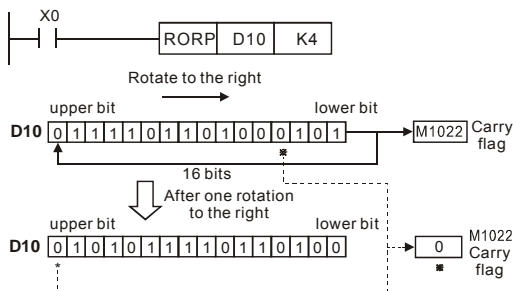 X0
RORP D10 K4
Rotate to the right
upper bit lower bit
D10 0 1 1 1 1 0 1 1 0 1 0 0 0 1 0 1 M1022 Carry
flag
※
16 bits
After one rotation
to the right
upper bit lower bit
D10 0 1 0 1 0 1 1 1 1 0 1 1 0 1 0 0 0 M1022
Carry
* ※ flag